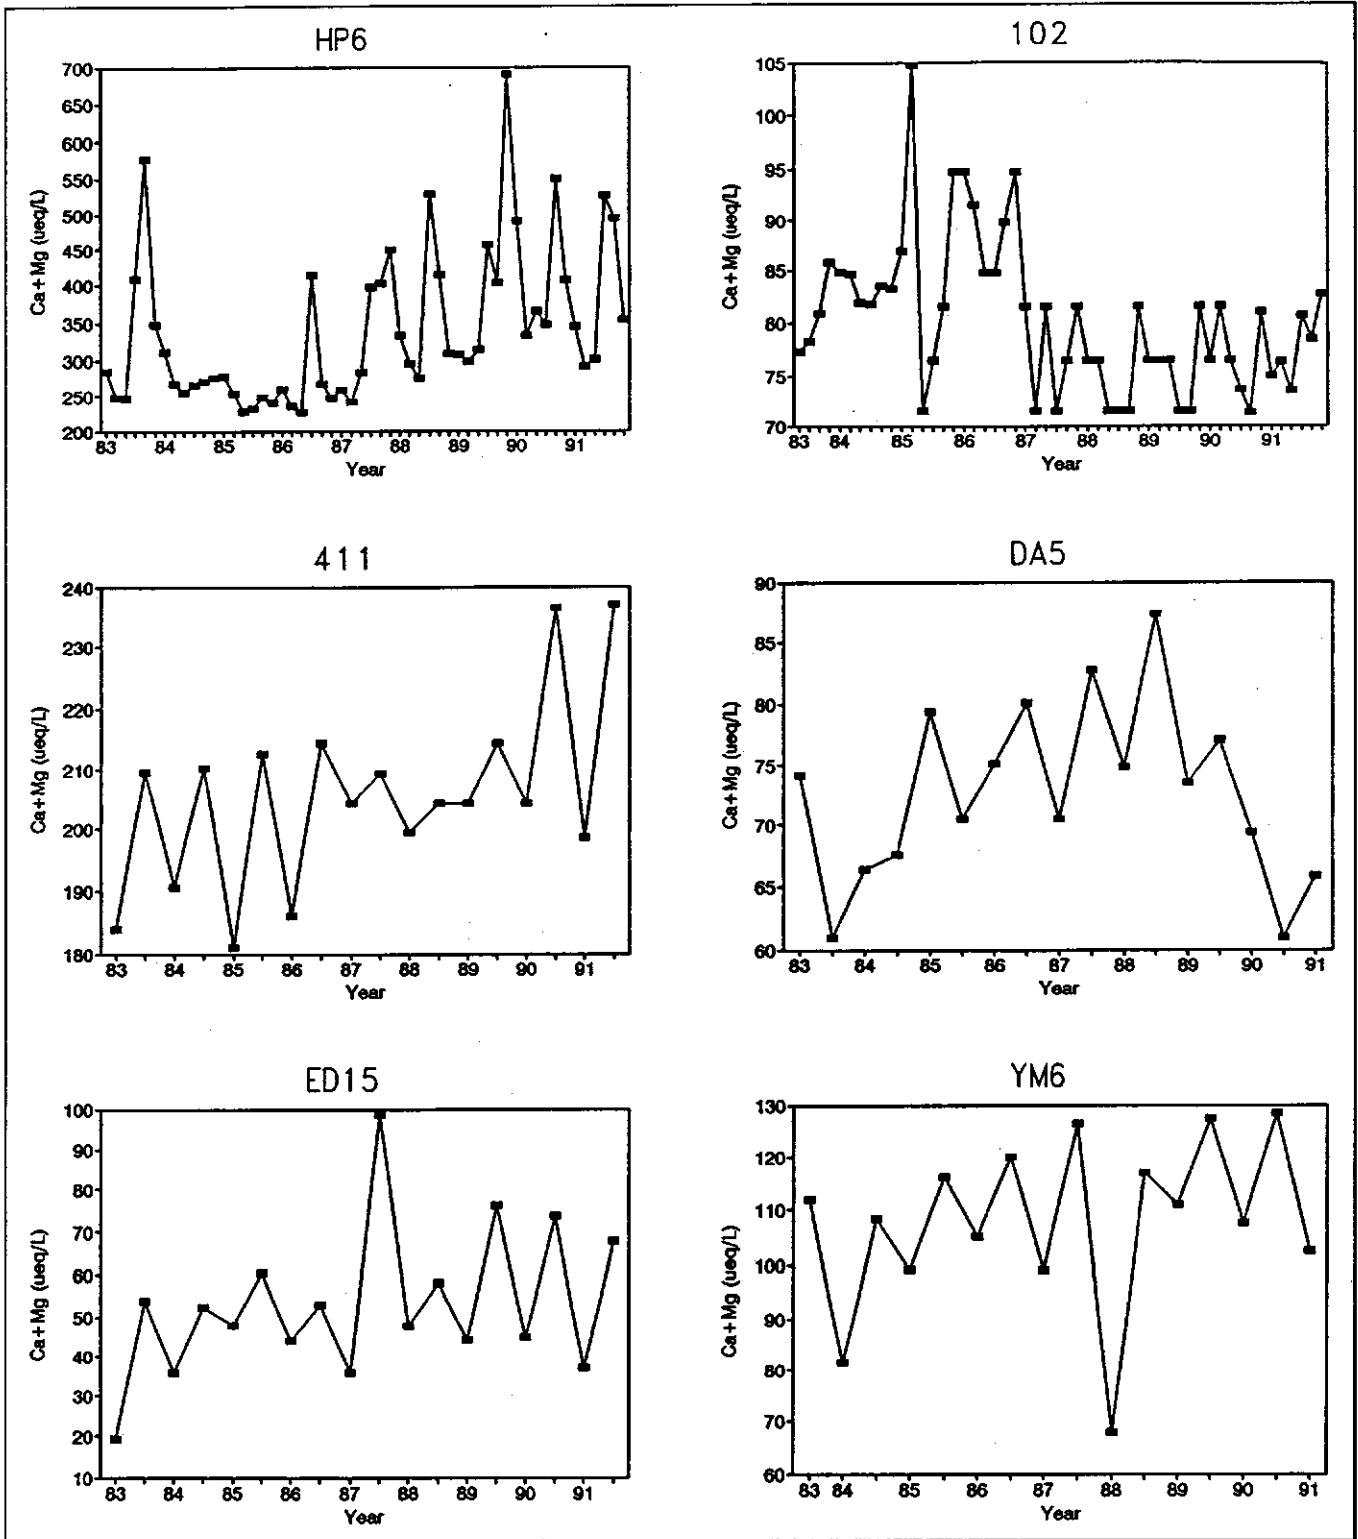 HP6
700
650
600
550
500
450
400
350
300
250
200
Ca+Mg (ueq/L)
83 84 85 86 87 88 89 90 91
Year
102
105
100
95
90
85
80
75
70
Ca+Mg (ueq/L)
83 84 85 86 87 88 89 90 91
Year
411
240
230
220
210
200
190
180
Ca+Mg (ueq/L)
83 84 85 86 87 88 89 90 91
Year
DA5
90
85
80
75
70
65
60
Ca+Mg (ueq/L)
83 84 85 86 87 88 89 90 91
Year
ED15
100
90
80
70
60
50
40
30
20
10
Ca+Mg (ueq/L)
83 84 85 86 87 88 89 90 91
Year
YM6
130
120
110
100
90
80
70
60
Ca+Mg (ueq/L)
83 84 85 86 87 88 89 90 91
Year